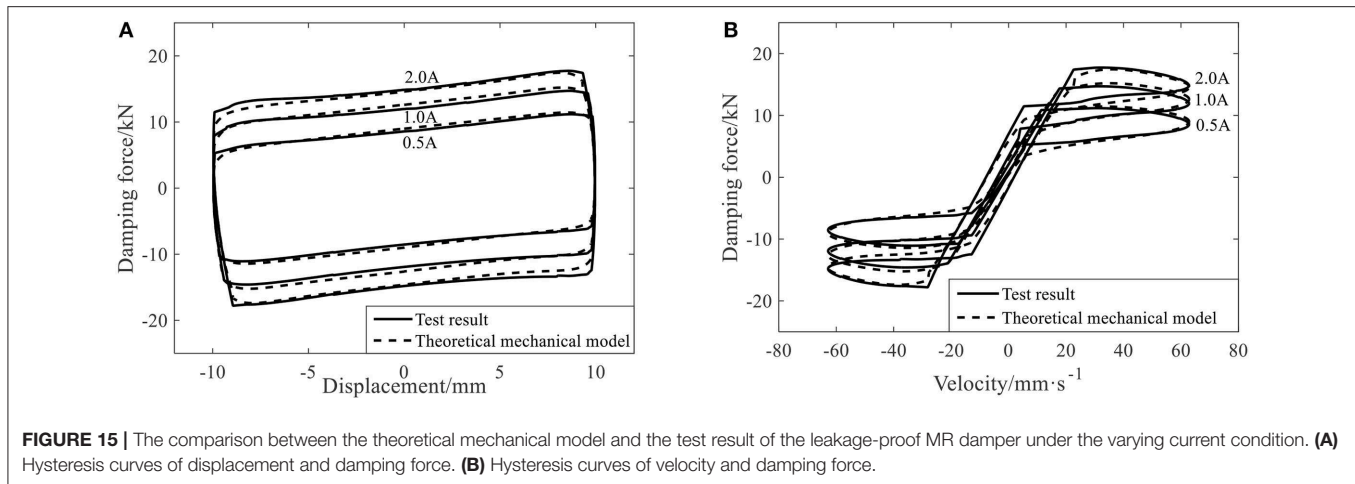 A
20
10
0
-10
-20
Damping force/kN
2.0A
1.0A
0.5A
Test result
Theoretical mechanical model
-10
-5
0
5
10
Displacement/mm
B
20
10
0
-10
-20
Damping force/kN
2.0A
1.0A
0.5A
Test result
Theoretical mechanical model
-80
-60
-40
-20
0
20
40
60
80
Velocity/mm·s⁻¹
FIGURE 15 | The comparison between the theoretical mechanical model and the test result of the leakage-proof MR damper under the varying current condition. (A)
Hysteresis curves of displacement and damping force. (B) Hysteresis curves of velocity and damping force.